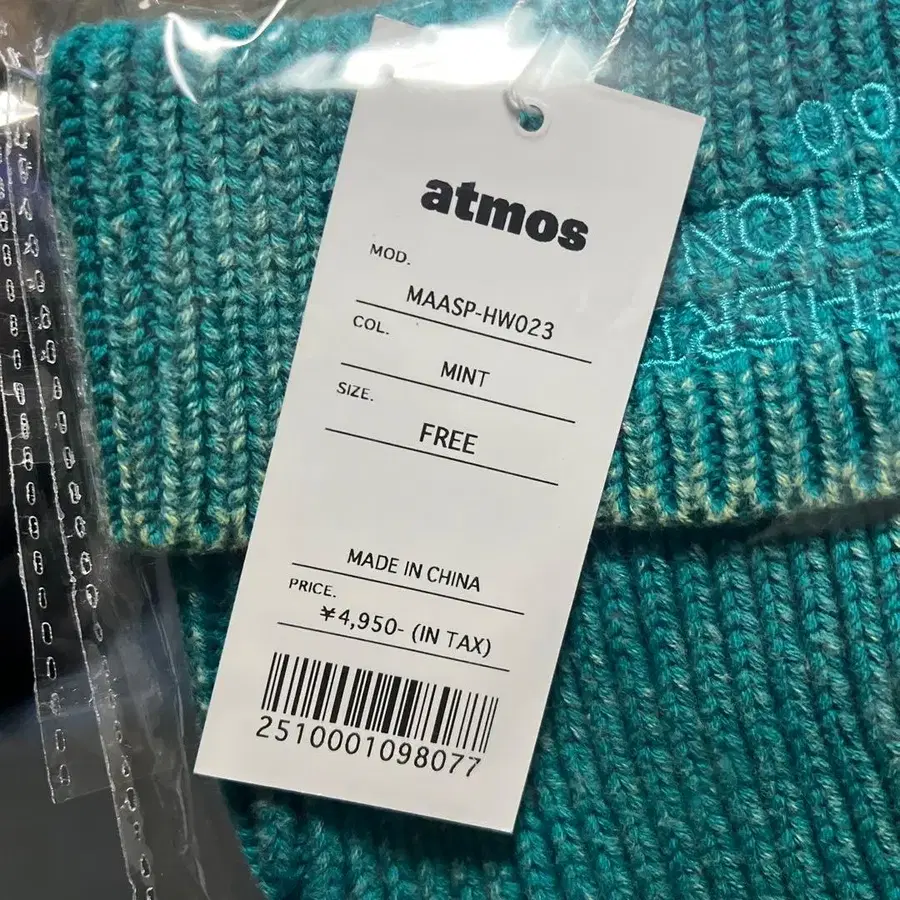 atmos
MOD.
MAASP-HW023
COL.
MINT
SIZE.
FREE
MADE IN CHINA
PRICE.
¥4,950- (IN TAX)
2510001098077